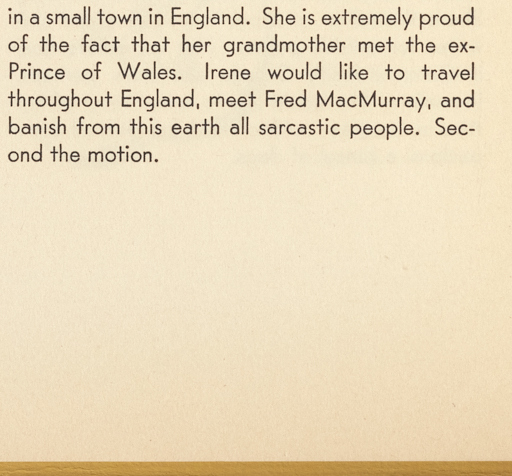 in a small town in England. She is extremely proud
of the fact that her grandmother met the ex-
Prince of Wales. Irene would like to travel
throughout England, meet Fred MacMurray, and
banish from this earth all sarcastic people. Sec-
ond the motion.